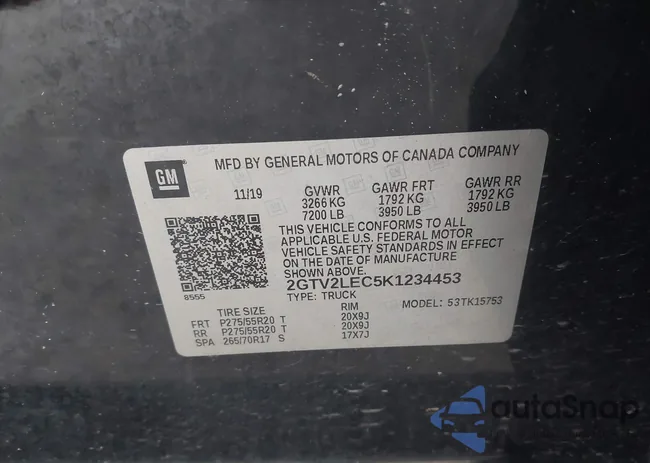 GM
MFD BY GENERAL MOTORS OF CANADA COMPANY
11/19 GVWR GAWR FRT GAWR RR
3266 KG 1792 KG 1792 KG
7200 LB 3950 LB 3950 LB
THIS VEHICLE CONFORMS TO ALL
APPLICABLE U.S. FEDERAL MOTOR
VEHICLE SAFETY STANDARDS IN EFFECT
ON THE DATE OF MANUFACTURE
SHOWN ABOVE.
2GTV2LEC5K1234453
8555
TYPE: TRUCK MODEL: 53TK15753
TIRE SIZE RIM
FRT P275/55R20 T 20X9J
RR P275/55R20 T 20X9J
SPA 265/70R17 S 17X7J
autoSnap